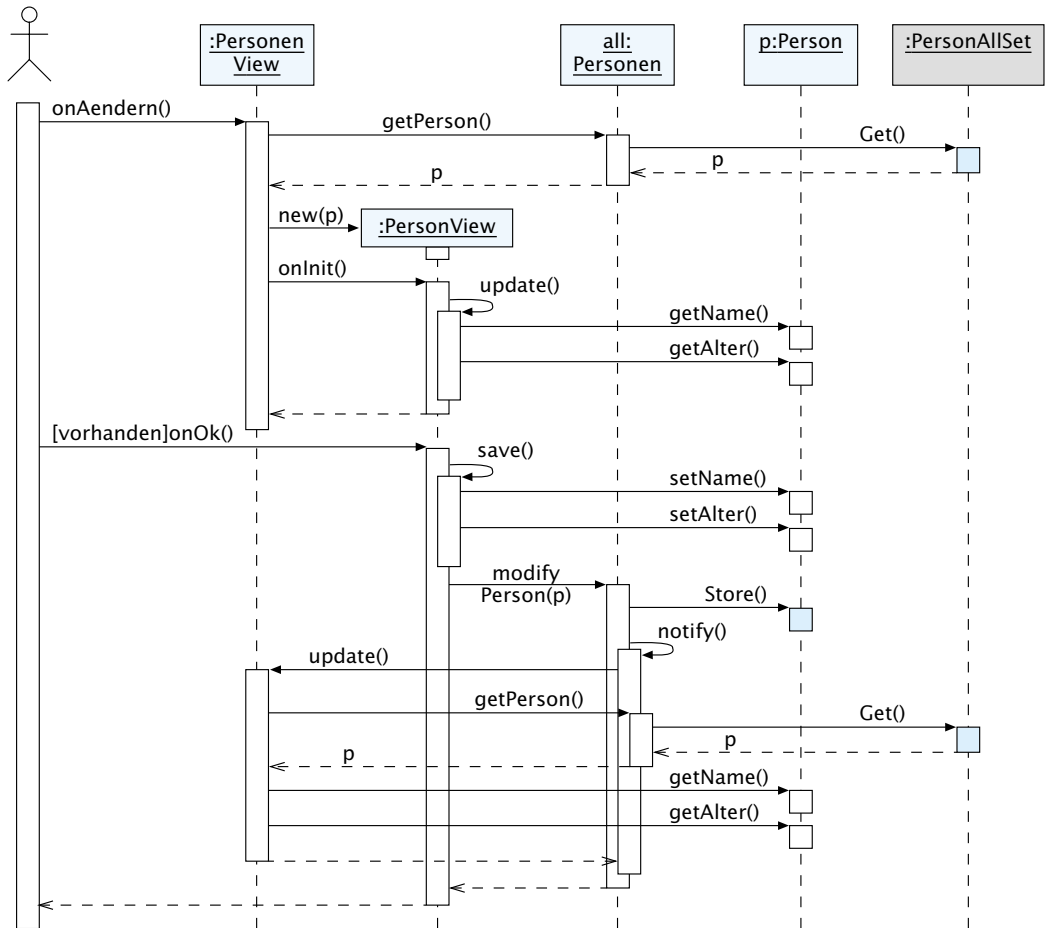 :Personen
View
all:
Personen
p:Person
:PersonAllSet
onAendern()
getPerson()
Get()
p
p
new(p)
:PersonView
onInit()
update()
getName()
getAlter()
[vorhanden]onOk()
save()
setName()
setAlter()
modify
Person(p)
Store()
notify()
update()
getPerson()
Get()
p
p
getName()
getAlter()